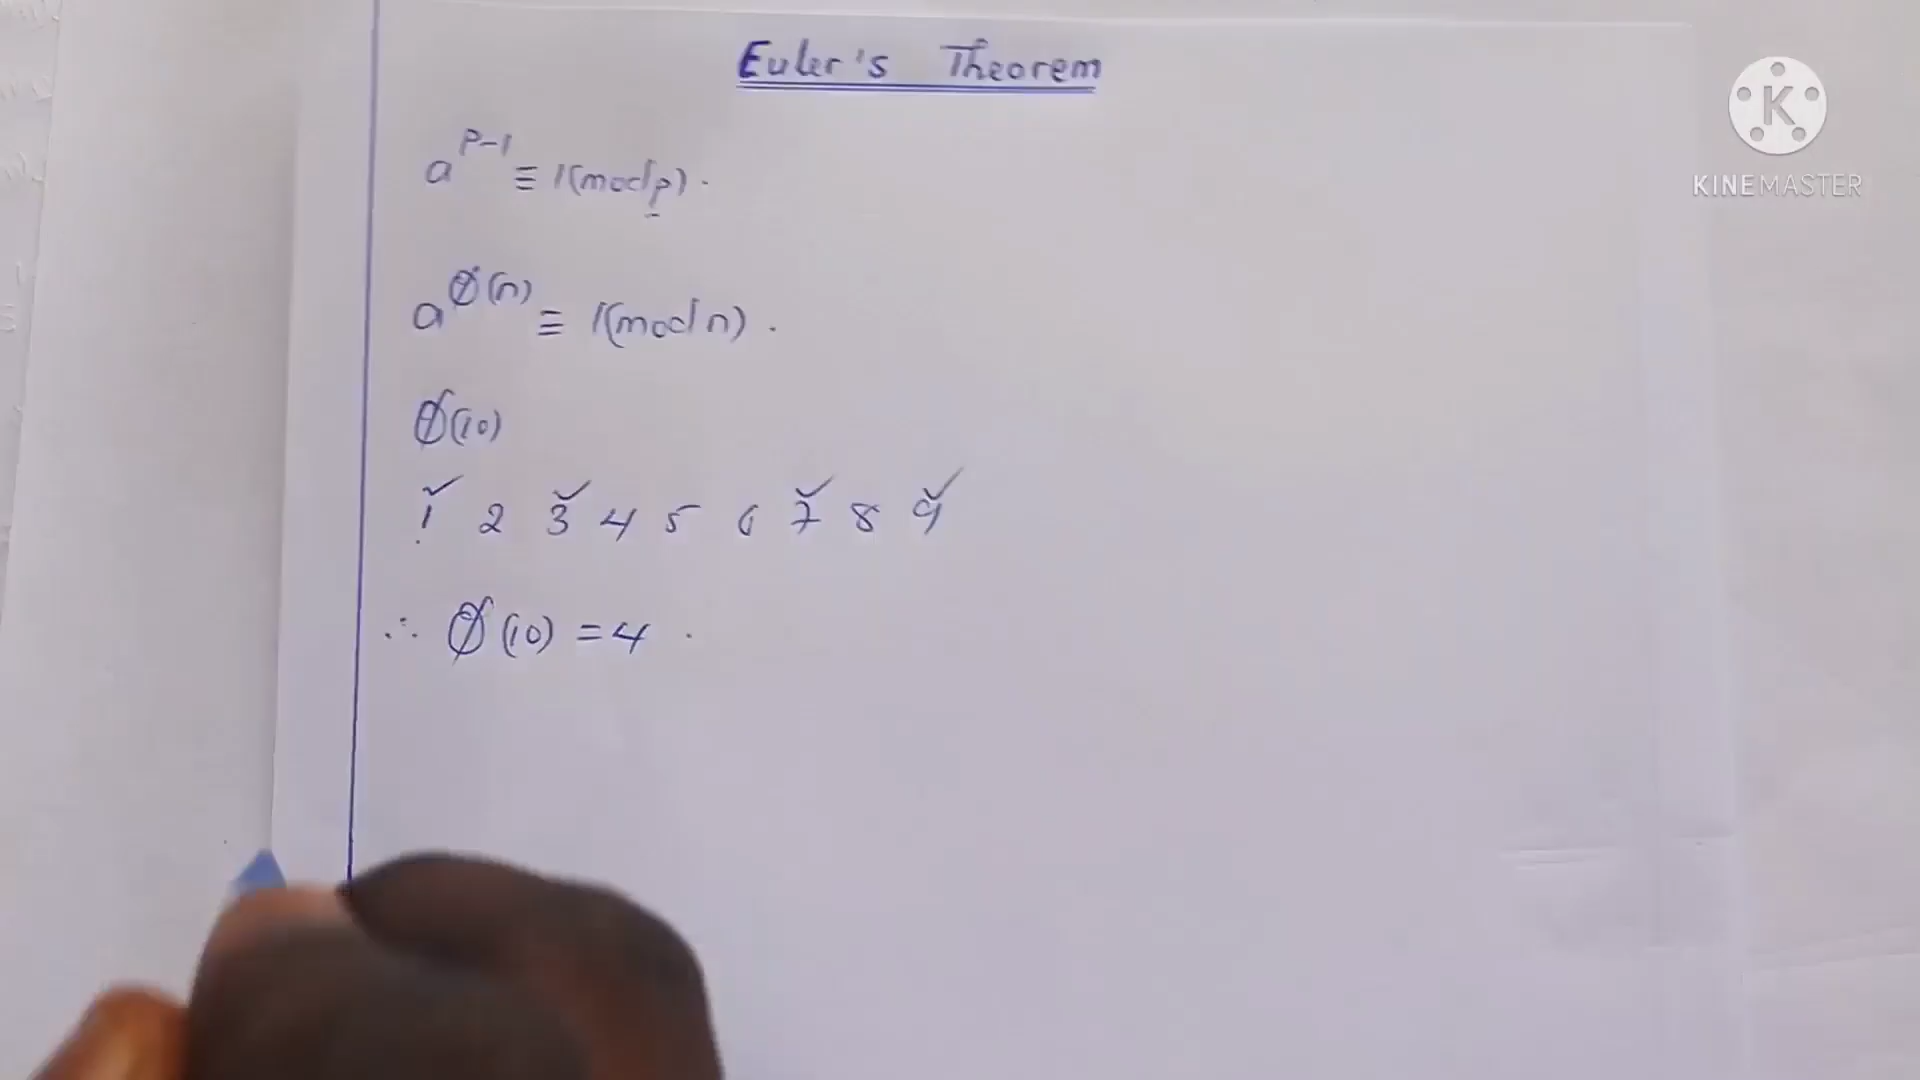 Euler's Theorem
K
KINEMASTER
a^{p-1} ≡ 1(mod p).
a^{ϕ(n)} ≡ 1(mod n).
ϕ(10)
1 2 3 4 5 6 7 8 9
∴ ϕ(10) = 4.